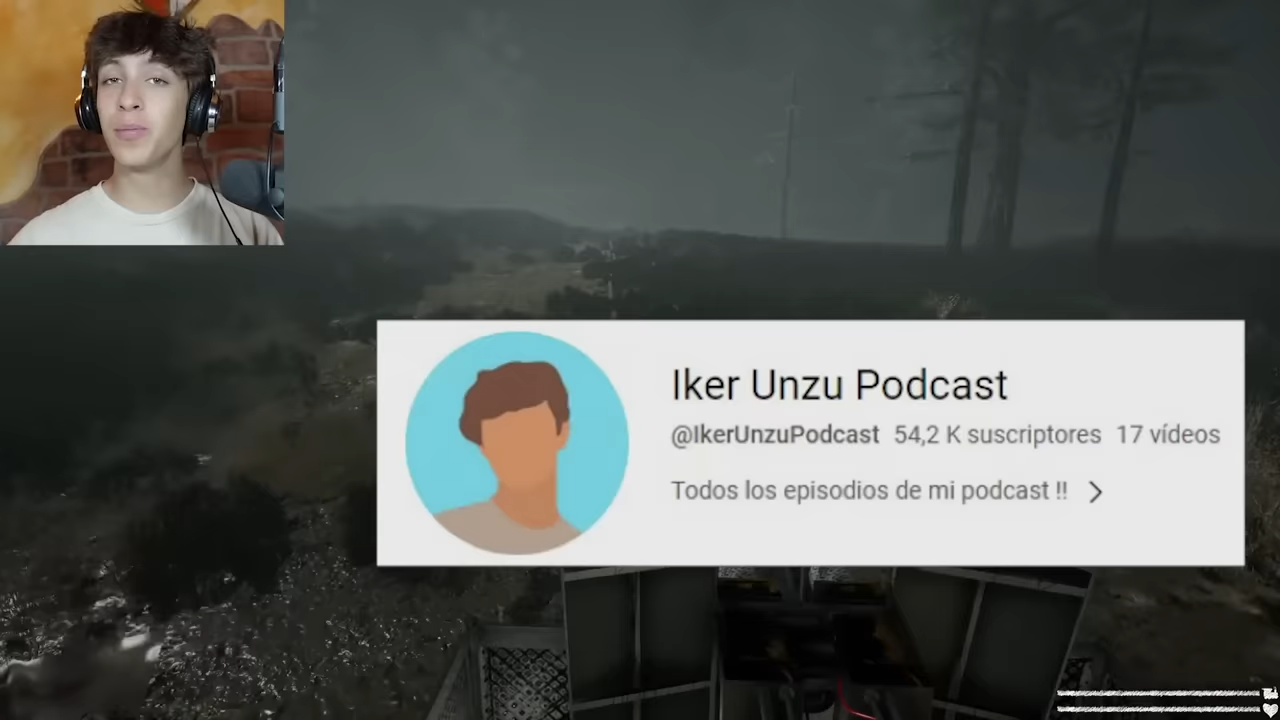 Iker Unzu Podcast
@IkerUnzuPodcast 54,2 K suscriptores 17 vídeos
Todos los episodios de mi podcast !!